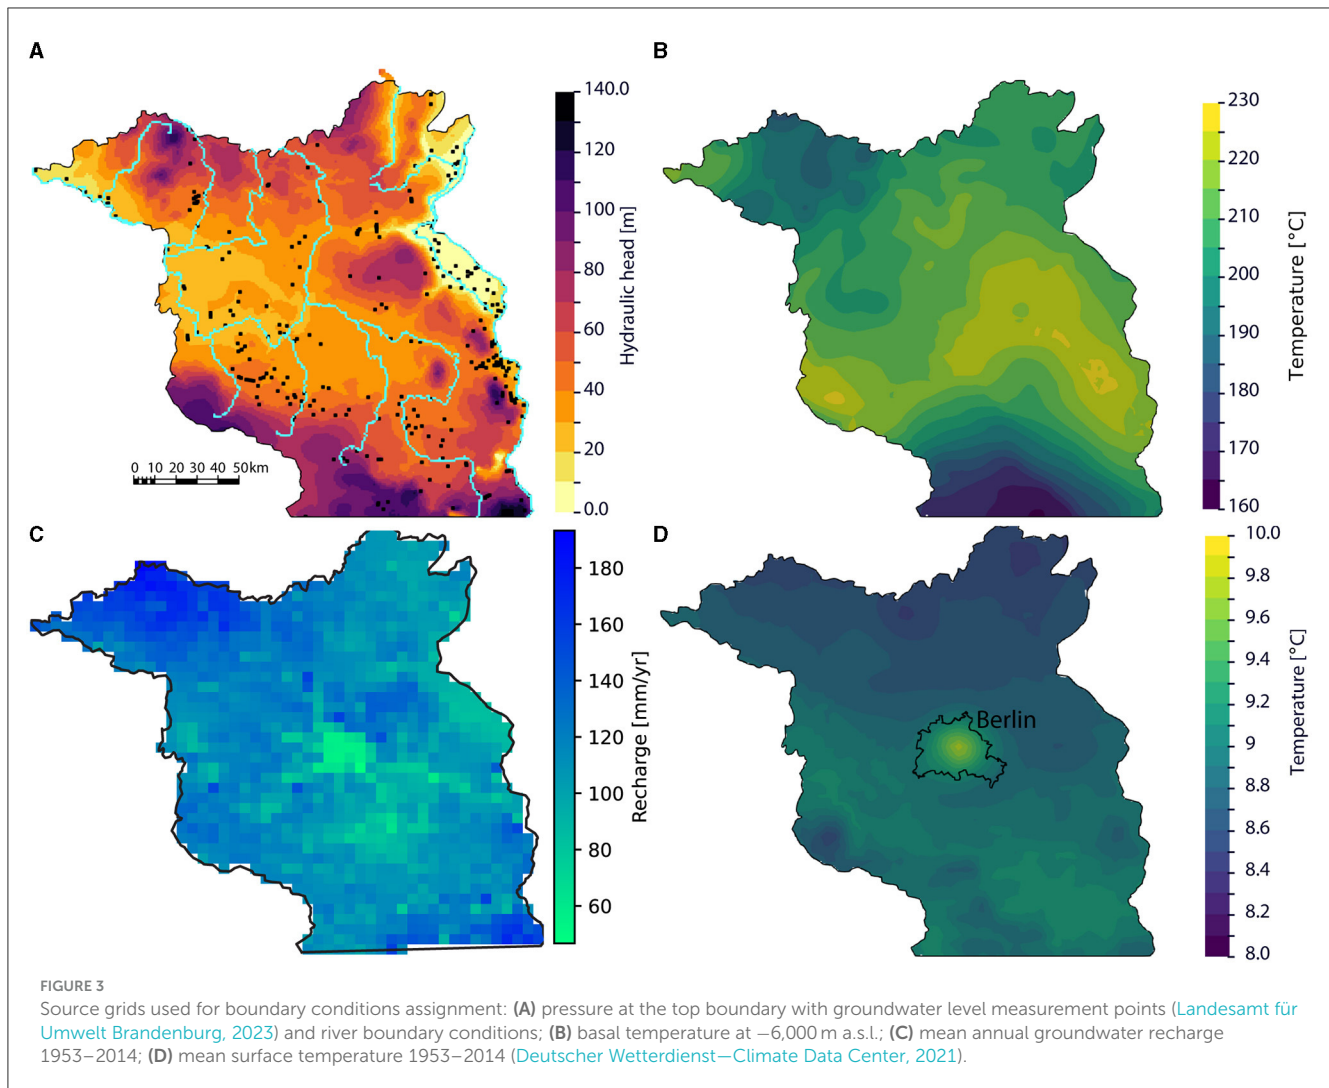 A
140.0
120
100
80
60
40
20
0.0
Hydraulic head [m]
0 10 20 30 40 50km
B
230
220
210
200
190
180
170
160
Temperature [°C]
C
180
160
140
120
100
80
60
Recharge [mm/yr]
D
Berlin
10.0
9.8
9.6
9.4
9.2
9
8.8
8.6
8.4
8.2
8.0
Temperature [°C]
FIGURE 3
Source grids used for boundary conditions assignment: (A) pressure at the top boundary with groundwater level measurement points (Landesamt für
Umwelt Brandenburg, 2023) and river boundary conditions; (B) basal temperature at −6,000 m a.s.l.; (C) mean annual groundwater recharge
1953–2014; (D) mean surface temperature 1953–2014 (Deutscher Wetterdienst—Climate Data Center, 2021).